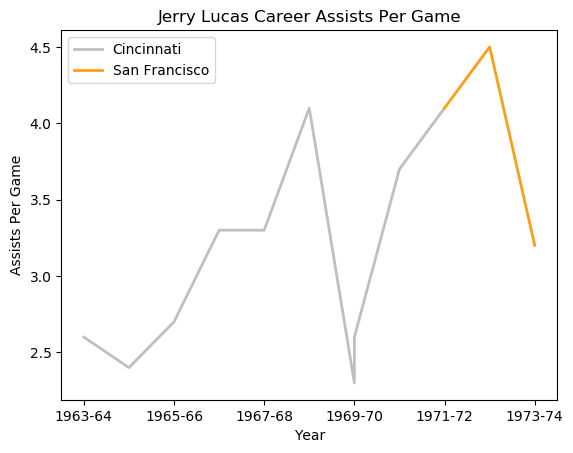 Jerry Lucas Career Assists Per Game
Cincinnati
San Francisco
4.5
4.0
3.5
3.0
2.5
Assists Per Game
1963-64 1965-66 1967-68 1969-70 1971-72 1973-74
Year